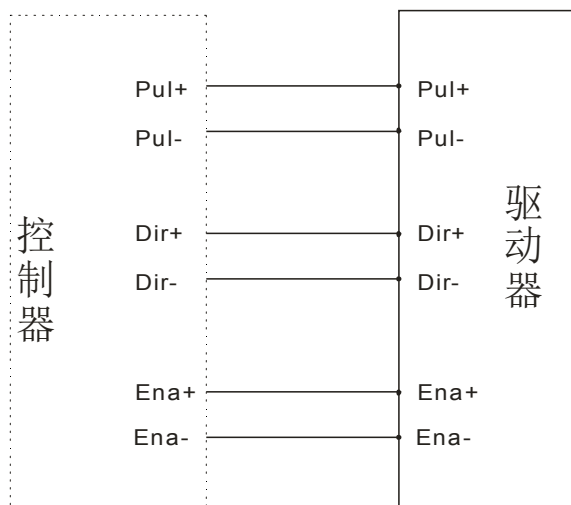 控制器
Pul+
Pul-
Dir+
Dir-
Ena+
Ena-
Pul+
Pul-
Dir+
Dir-
Ena+
Ena-
驱动器